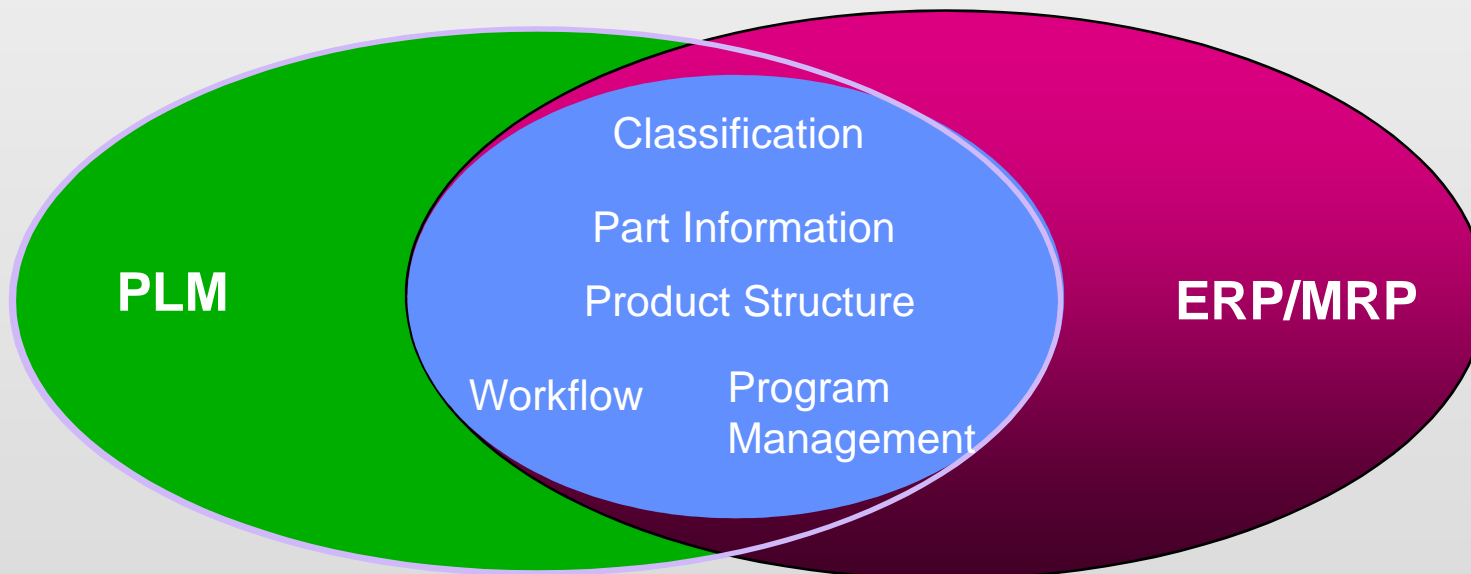 Classification
Part Information
PLM
Product Structure
ERP/MRP
Workflow
Program
Management